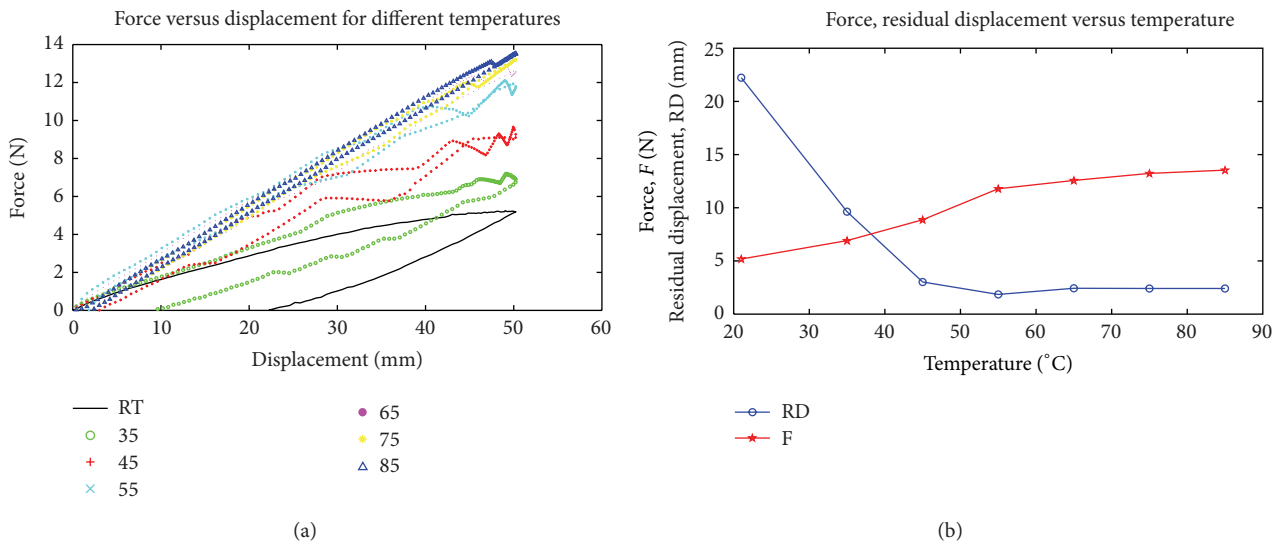 Force versus displacement for different temperatures
14
12
10
8
6
4
2
0
Force (N)
0 10 20 30 40 50 60
Displacement (mm)
RT
35
45
55
65
75
85
(a)
Force, residual displacement versus temperature
25
20
15
10
5
0
Force, F (N)
Residual displacement, RD (mm)
20 30 40 50 60 70 80 90
Temperature (°C)
RD
F
(b)